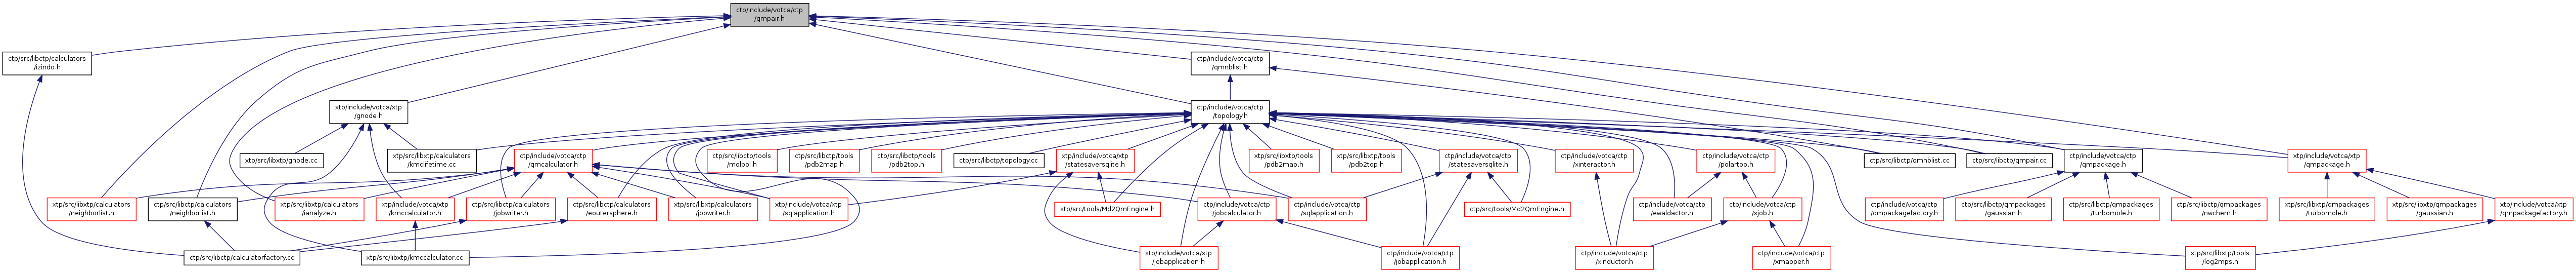 ctp/include/votca/ctp
/qmpair.h
ctp/src/libctp/calculators
/izindo.h
ctp/include/votca/ctp
/qmnblist.h
xtp/include/votca/xtp
/gnode.h
ctp/include/votca/ctp
/topology.h
xtp/src/libxtp/gnode.cc
xtp/src/libxtp/calculators
/kmclifetime.cc
ctp/include/votca/ctp
/qmcalculator.h
ctp/src/libctp/tools
/molpol.h
ctp/src/libctp/tools
/pdb2map.h
ctp/src/libctp/tools
/pdb2top.h
ctp/src/libctp/topology.cc
xtp/include/votca/xtp
/statesaversqlite.h
xtp/src/libxtp/tools
/pdb2map.h
xtp/src/libxtp/tools
/pdb2top.h
ctp/include/votca/ctp
/statesaversqlite.h
ctp/include/votca/ctp
/xinteractor.h
ctp/include/votca/ctp
/polartop.h
ctp/src/libctp/qmnblist.cc
ctp/src/libctp/qmpair.cc
ctp/include/votca/ctp
/qmpackage.h
xtp/include/votca/xtp
/qmpackage.h
xtp/src/libxtp/calculators
/neighborlist.h
ctp/src/libctp/calculators
/neighborlist.h
xtp/src/libxtp/calculators
/ianalyze.h
xtp/include/votca/xtp
/kmccalculator.h
ctp/src/libctp/calculators
/jobwriter.h
ctp/src/libctp/calculators
/eoutersphere.h
xtp/src/libxtp/calculators
/jobwriter.h
xtp/include/votca/xtp
/sqlapplication.h
xtp/src/tools/Md2QmEngine.h
ctp/include/votca/ctp
/jobcalculator.h
ctp/include/votca/ctp
/sqlapplication.h
ctp/src/tools/Md2QmEngine.h
ctp/include/votca/ctp
/ewaldactor.h
ctp/include/votca/ctp
/xjob.h
ctp/include/votca/ctp
/qmpackagefactory.h
ctp/src/libctp/qmpackages
/gaussian.h
ctp/src/libctp/qmpackages
/turbomole.h
ctp/src/libctp/qmpackages
/nwchem.h
xtp/src/libxtp/qmpackages
/turbomole.h
xtp/src/libxtp/qmpackages
/gaussian.h
xtp/include/votca/xtp
/qmpackagefactory.h
ctp/src/libctp/calculatorfactory.cc
xtp/src/libxtp/kmccalculator.cc
xtp/include/votca/xtp
/jobapplication.h
ctp/include/votca/ctp
/jobapplication.h
ctp/include/votca/ctp
/xinductor.h
ctp/include/votca/ctp
/xmapper.h
xtp/src/libxtp/tools
/log2mps.h